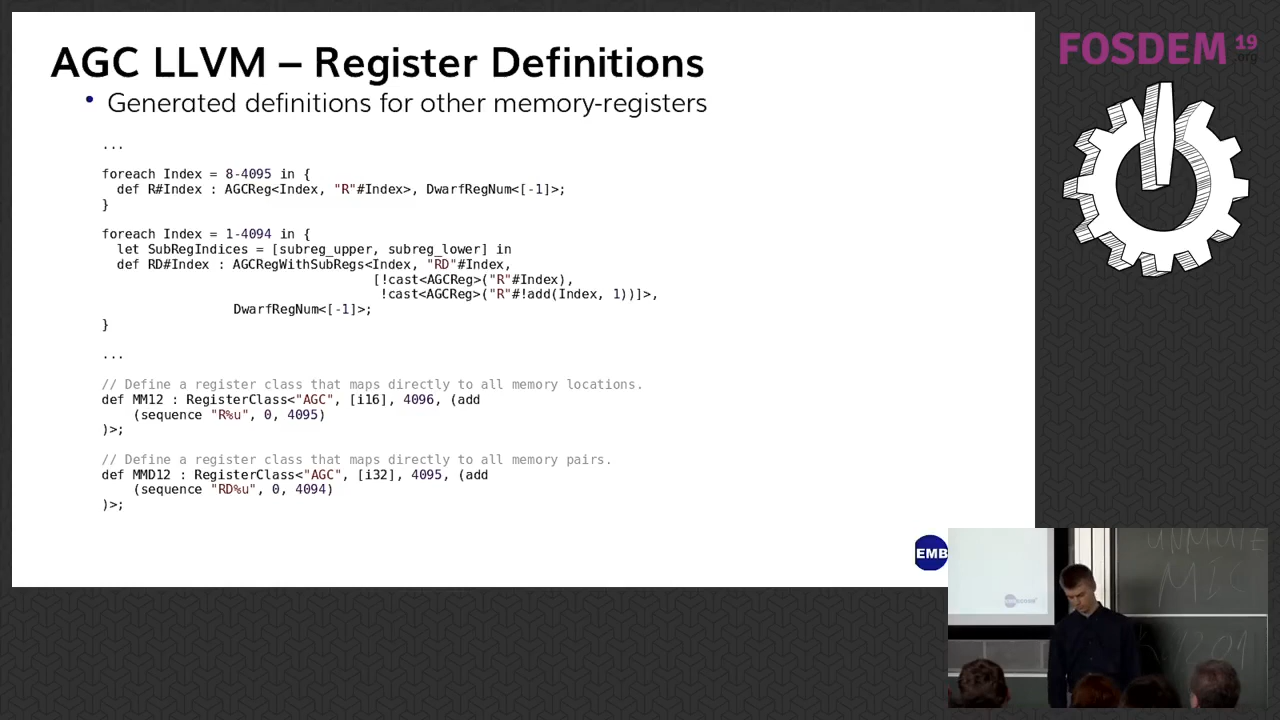 AGC LLVM – Register Definitions
• Generated definitions for other memory-registers
...
foreach Index = 8-4095 in {
  def R#Index : AGCReg<Index, "R"#Index>, DwarfRegNum<[-1]>;
}
foreach Index = 1-4094 in {
  let SubRegIndices = [subreg_upper, subreg_lower] in
  def RD#Index : AGCRegWithSubRegs<Index, "RD"#Index,
                                   [!cast<AGCReg>("R"#Index),
                                    !cast<AGCReg>("R"#!add(Index, 1))]>,
                 DwarfRegNum<[-1]>;
}
...
// Define a register class that maps directly to all memory locations.
def MM12 : RegisterClass<"AGC", [i16], 4096, (add
    (sequence "R%u", 0, 4095)
)>;
// Define a register class that maps directly to all memory pairs.
def MMD12 : RegisterClass<"AGC", [i32], 4095, (add
    (sequence "RD%u", 0, 4094)
)>;
FOSDEM 19
.org
EMB
UNMUTE
MIC